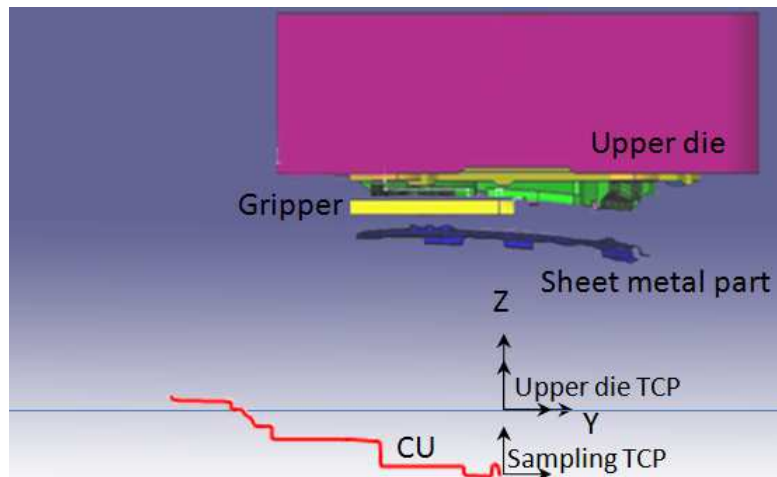 Upper die
Gripper
Sheet metal part
Z
Upper die TCP
Y
CU
Sampling TCP